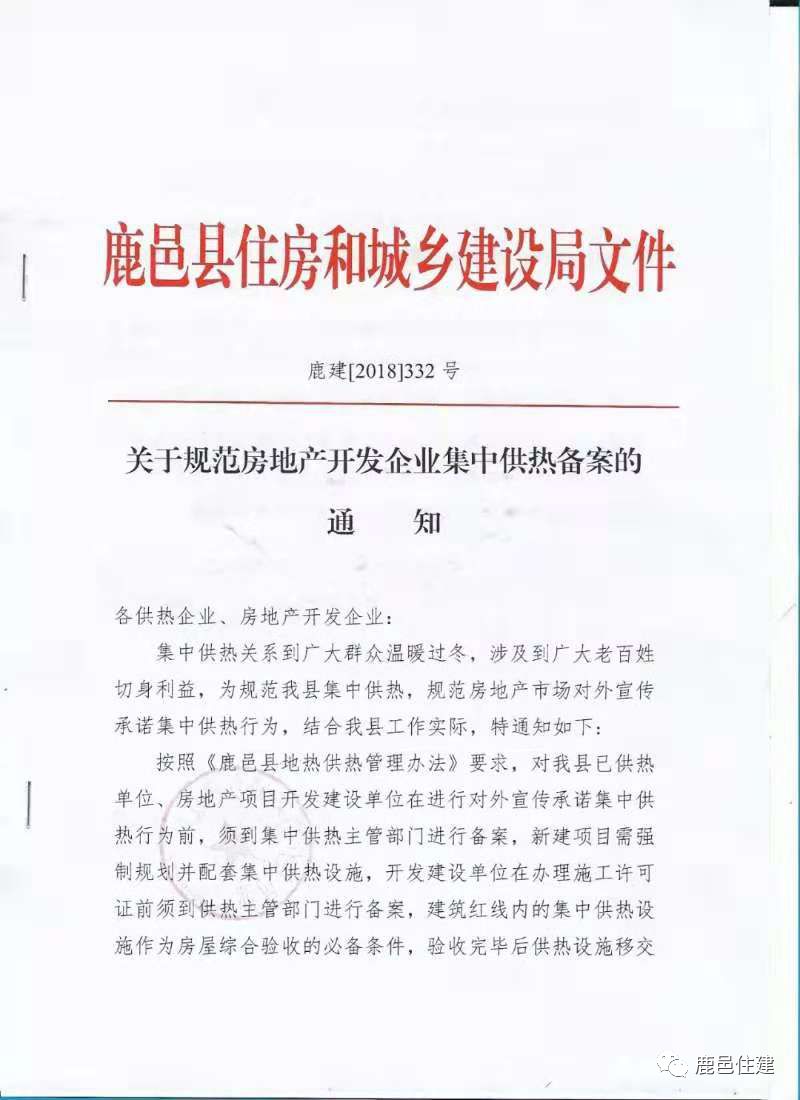 鹿邑县住房和城乡建设局文件
鹿建[2018]332 号
关于规范房地产开发企业集中供热备案的
通 知
各供热企业、房地产开发企业：
集中供热关系到广大群众温暖过冬，涉及到广大老百姓
切身利益，为规范我县集中供热，规范房地产市场对外宣传
承诺集中供热行为，结合我县工作实际，特通知如下：
按照《鹿邑县地热供热管理办法》要求，对我县已供热
单位、房地产项目开发建设单位在进行对外宣传承诺集中供
热行为前，须到集中供热主管部门进行备案，新建项目需强
制规划并配套集中供热设施，开发建设单位在办理施工许可
证前须到供热主管部门进行备案，建筑红线内的集中供热设
施作为房屋综合验收的必备条件，验收完毕后供热设施移交
鹿邑住建